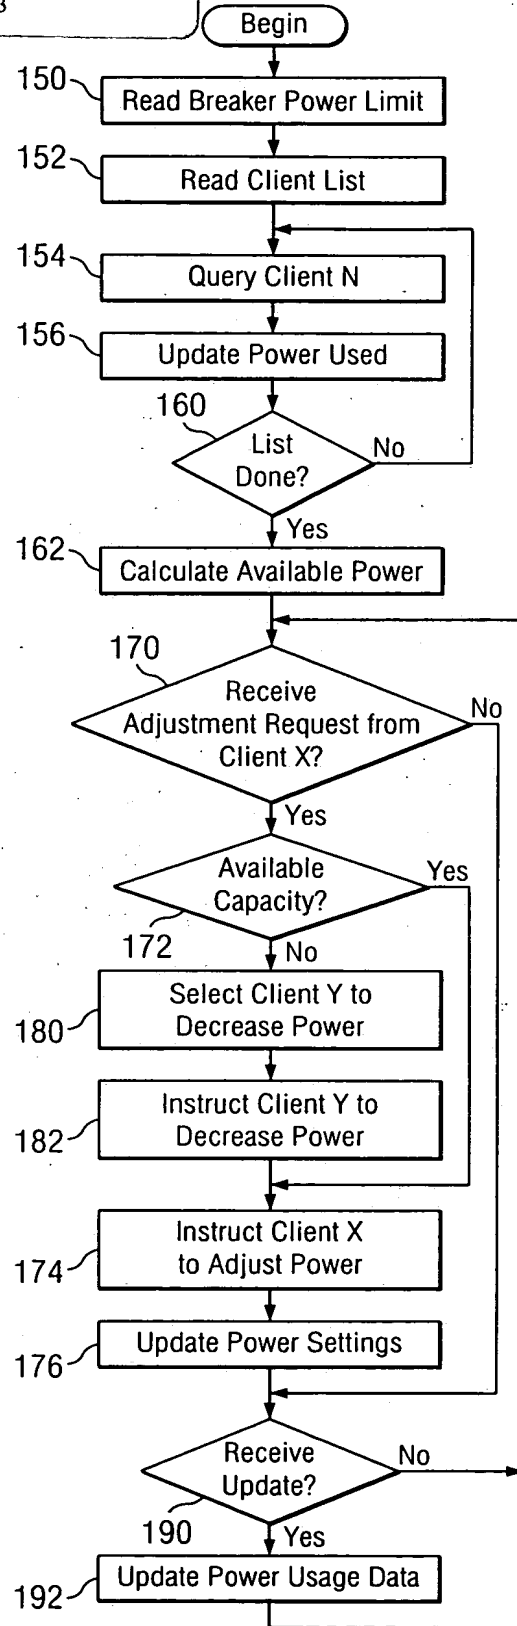 Begin
150
Read Breaker Power Limit
152
Read Client List
154
Query Client N
156
Update Power Used
160
List
Done?
No
Yes
162
Calculate Available Power
170
Receive
Adjustment Request from
Client X?
No
Yes
Available
Capacity?
Yes
172
No
180
Select Client Y to
Decrease Power
182
Instruct Client Y to
Decrease Power
174
Instruct Client X
to Adjust Power
176
Update Power Settings
Receive
Update?
No
190
Yes
192
Update Power Usage Data